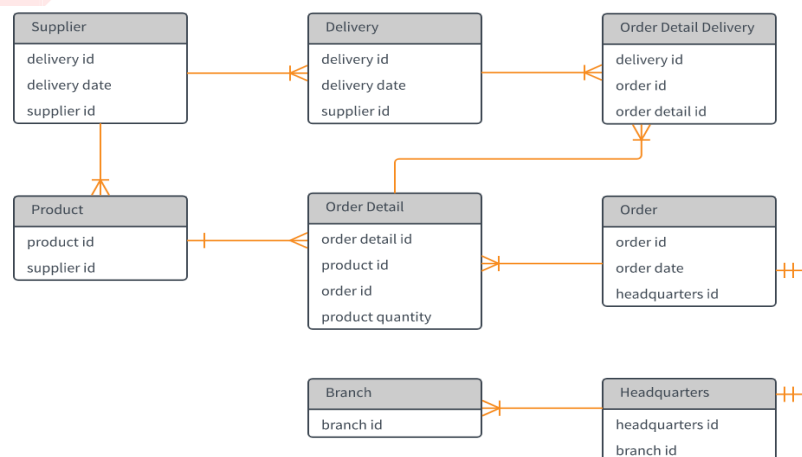 Supplier
delivery id
delivery date
supplier id
Delivery
delivery id
delivery date
supplier id
Order Detail Delivery
delivery id
order id
order detail id
Product
product id
supplier id
Order Detail
order detail id
product id
order id
product quantity
Order
order id
order date
headquarters id
Branch
branch id
Headquarters
headquarters id
branch id